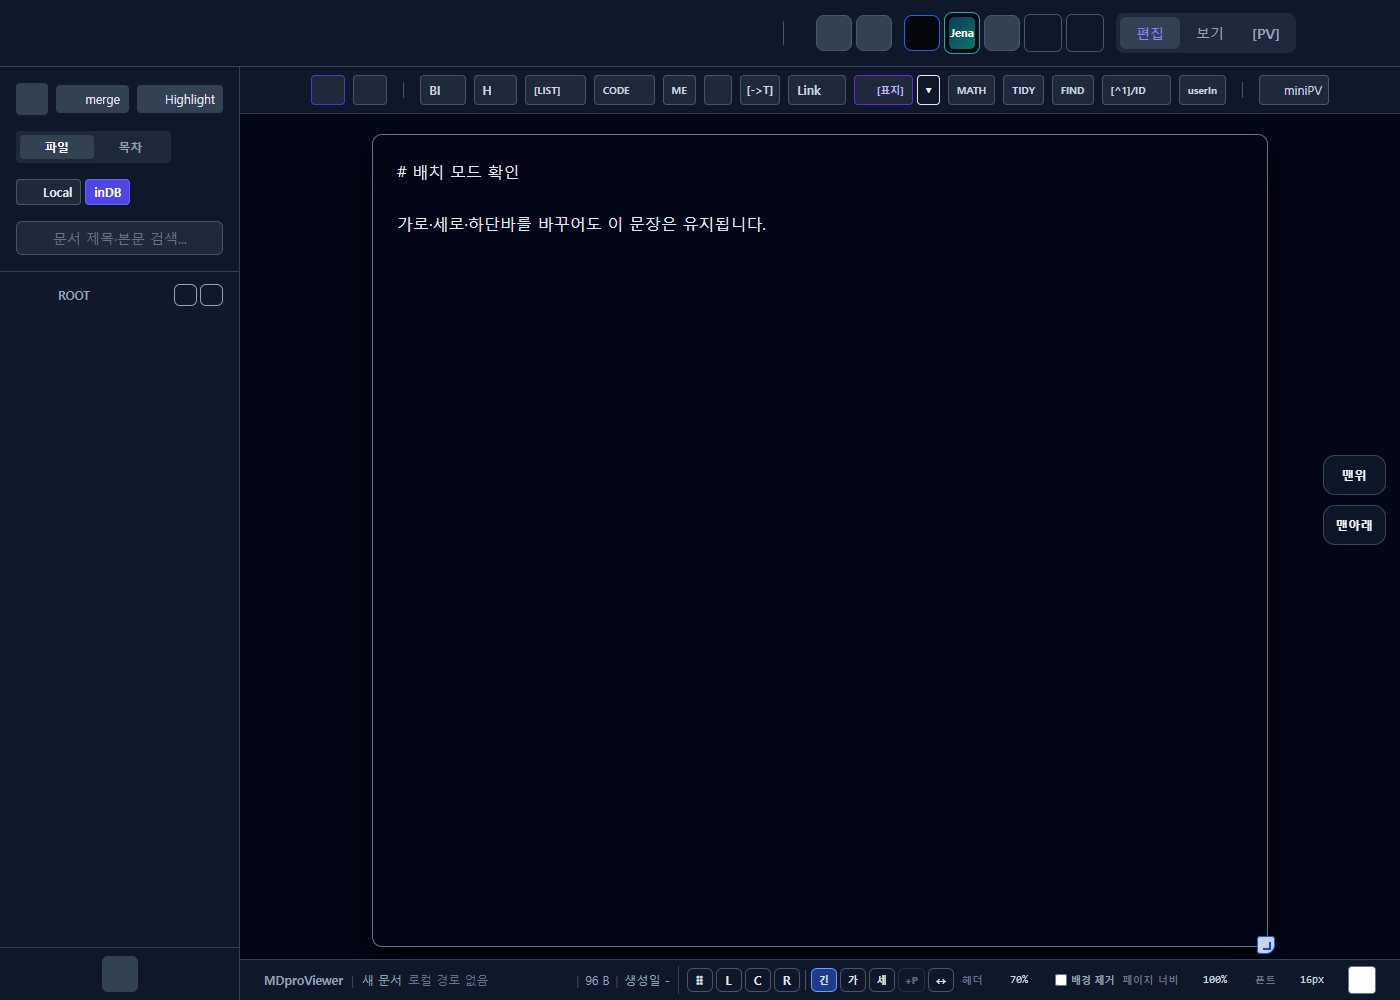 Jena 편집 보기 [PV]
merge Highlight
BI H [LIST] CODE ME [->T] Link [표지] ▼ MATH TIDY FIND [^1]/ID userIn miniPV
파일 목차
Local inDB
문서 제목·본문 검색...
ROOT
# 배치 모드 확인
가로·세로·하단바를 바꾸어도 이 문장은 유지됩니다.
맨위
맨아래
MDproViewer | 새 문서 로컬 경로 없음 | 96 B | 생성일 - ⠿ L C R 긴 가 세 +P ↔ 헤더 70% 배경 제거 페이지 너비 100% 폰트 16px